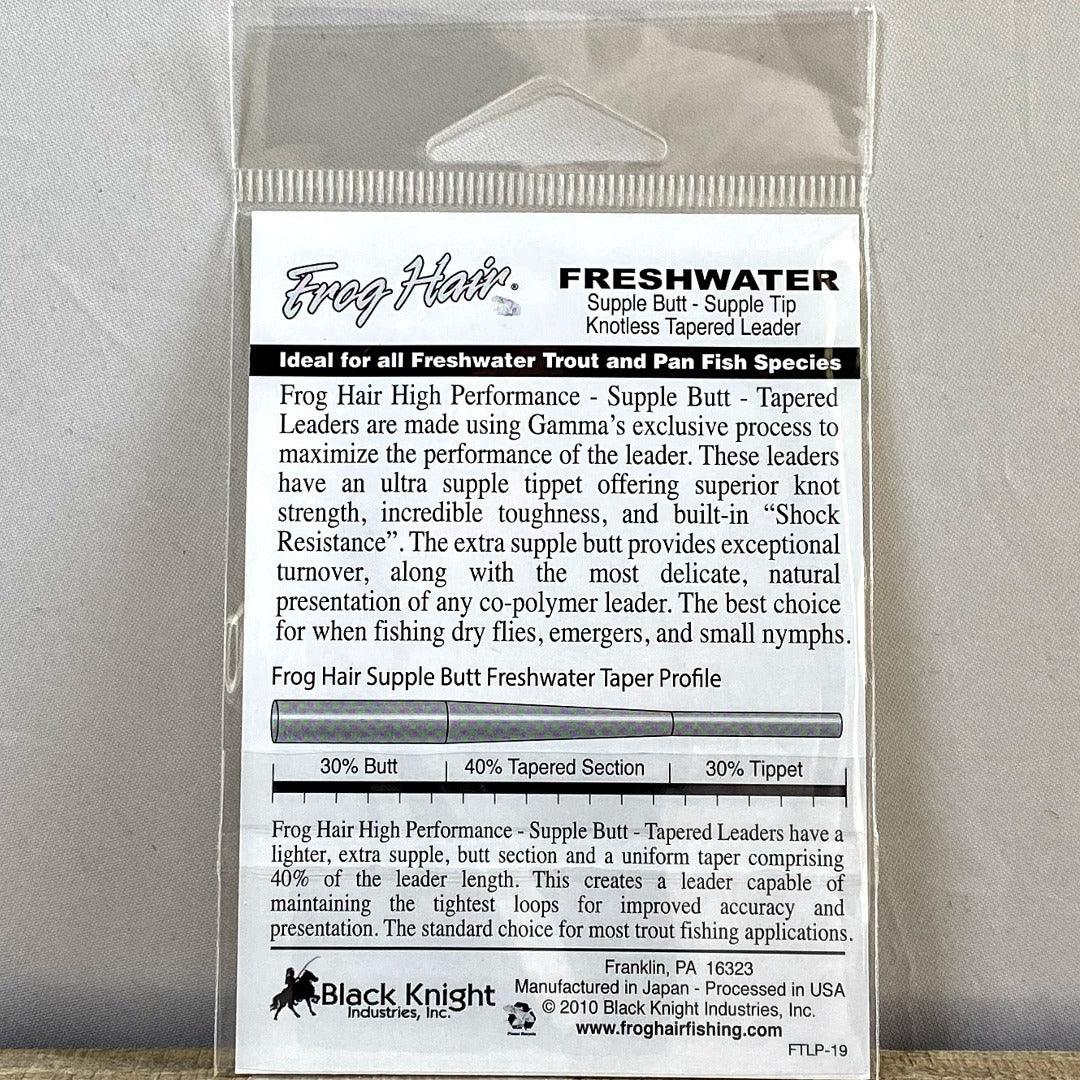 Frog Hair®
FRESHWATER
Supple Butt - Supple Tip
Knotless Tapered Leader
Ideal for all Freshwater Trout and Pan Fish Species
Frog Hair High Performance - Supple Butt - Tapered
Leaders are made using Gamma's exclusive process to
maximize the performance of the leader. These leaders
have an ultra supple tippet offering superior knot
strength, incredible toughness, and built-in “Shock
Resistance”. The extra supple butt provides exceptional
turnover, along with the most delicate, natural
presentation of any co-polymer leader. The best choice
for when fishing dry flies, emergers, and small nymphs.
Frog Hair Supple Butt Freshwater Taper Profile
30% Butt 40% Tapered Section 30% Tippet
Frog Hair High Performance - Supple Butt - Tapered Leaders have a
lighter, extra supple, butt section and a uniform taper comprising
40% of the leader length. This creates a leader capable of
maintaining the tightest loops for improved accuracy and
presentation. The standard choice for most trout fishing applications.
Black Knight
Industries, Inc.
Please Recycle
Franklin, PA 16323
Manufactured in Japan - Processed in USA
© 2010 Black Knight Industries, Inc.
www.froghairfishing.com
FTLP-19